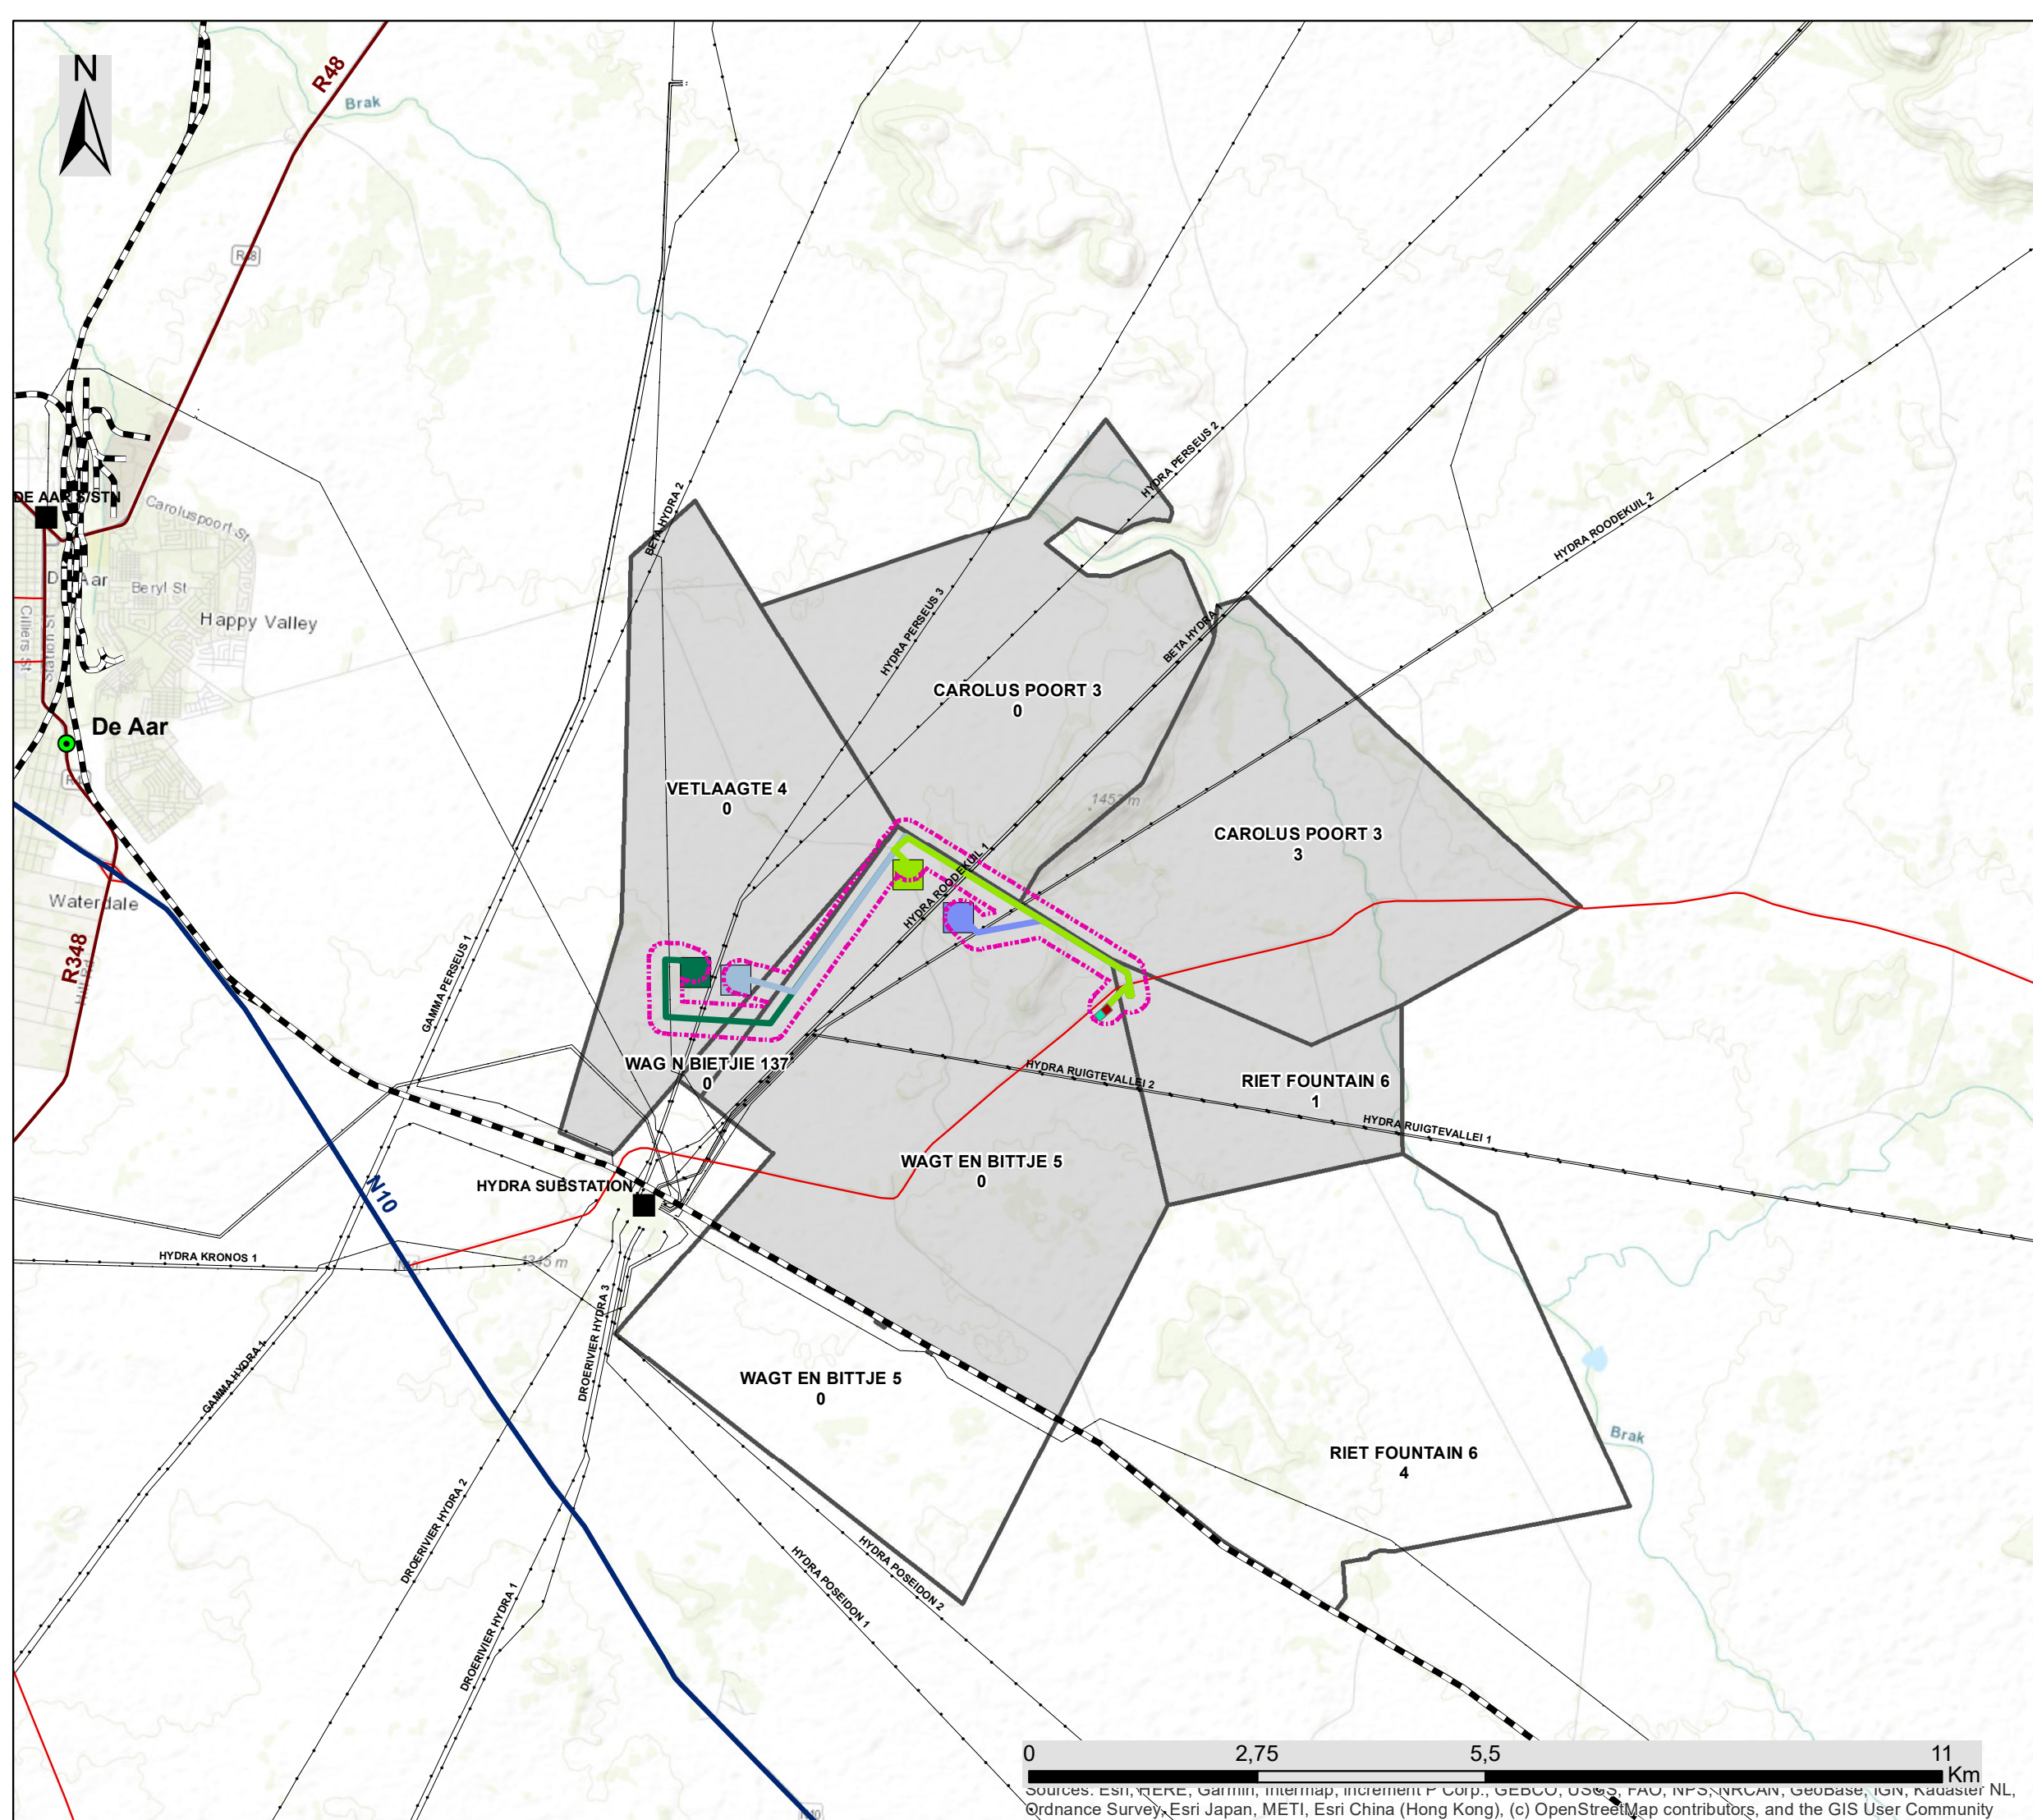 N
R48
Brak
R48
DE AAR S/STN
Caroluspoort St
De Aar
Beryl St
Happy Valley
Cilliers St
Station St
De Aar
Waterdale
R348
N10
BETA HYDRA 2
HYDRA PERSEUS 2
HYDRA PERSEUS 3
BETA HYDRA 1
HYDRA ROODEKUIL 2
CAROLUS POORT 3
0
VETLAAGTE 4
0
1453 m
CAROLUS POORT 3
3
HYDRA ROODEKUIL 1
GAMMA PERSEUS 1
WAG N BIETJIE 137
0
HYDRA RUIGTEVALLEI 2
RIET FOUNTAIN 6
1
HYDRA RUIGTEVALLEI 1
WAGT EN BITTJE 5
0
HYDRA SUBSTATION
HYDRA KRONOS 1
1345 m
GAMMA HYDRA 1
DROERIVIER HYDRA 3
WAGT EN BITTJE 5
0
RIET FOUNTAIN 6
4
Brak
DROERIVIER HYDRA 2
DROERIVIER HYDRA 1
HYDRA POSEIDON 1
HYDRA POSEIDON 2
0 2,75 5,5 11
Km
Sources: Esri, HERE, Garmin, Intermap, increment P Corp., GEBCO, USGS, FAO, NPS, NRCAN, GeoBase, IGN, Kadaster NL,
Ordnance Survey, Esri Japan, METI, Esri China (Hong Kong), (c) OpenStreetMap contributors, and the GIS User Community